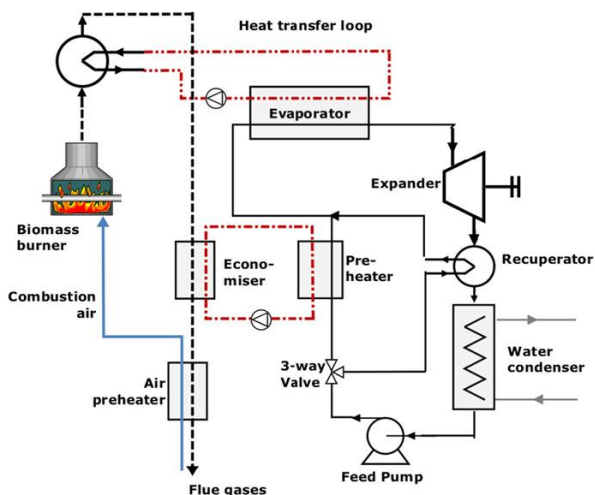 Heat transfer loop
Evaporator
Expander
Biomass
burner
Econo-
miser
Pre-
heater
Recuperator
Combustion
air
3-way
Valve
Water
condenser
Air
preheater
Feed Pump
Flue gases